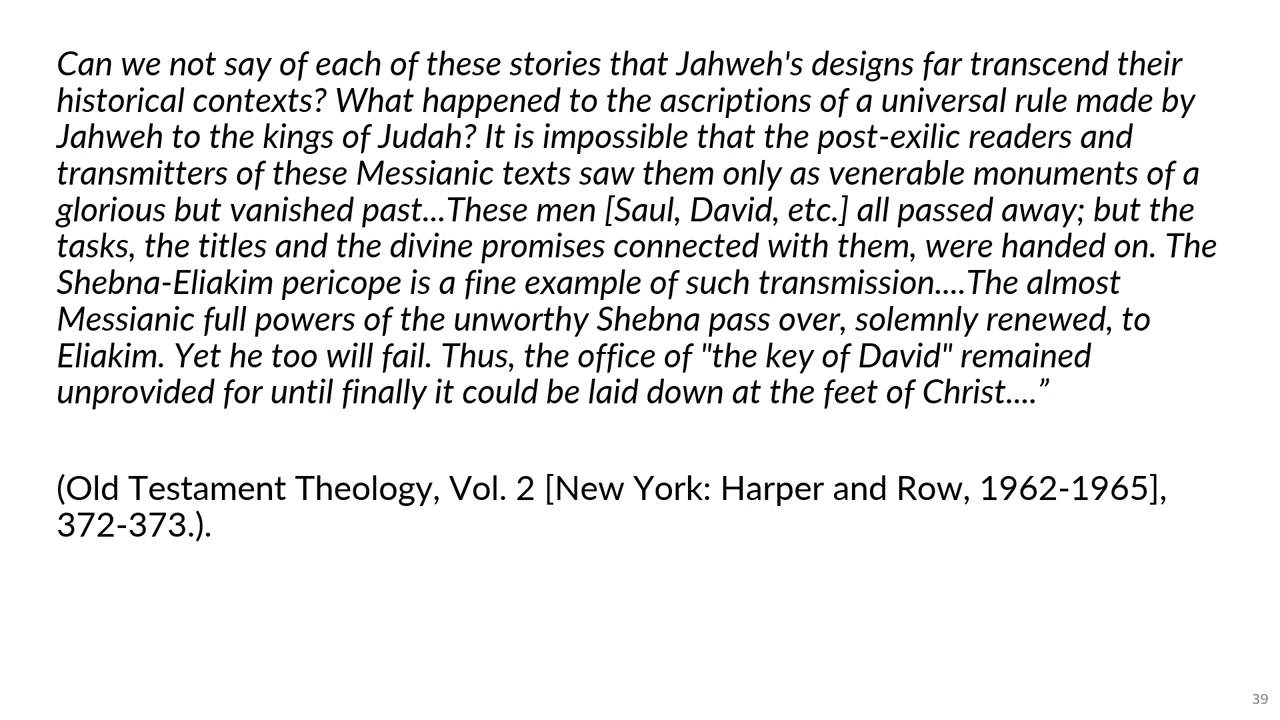 Can we not say of each of these stories that Jahweh's designs far transcend their
historical contexts? What happened to the ascriptions of a universal rule made by
Jahweh to the kings of Judah? It is impossible that the post-exilic readers and
transmitters of these Messianic texts saw them only as venerable monuments of a
glorious but vanished past...These men [Saul, David, etc.] all passed away; but the
tasks, the titles and the divine promises connected with them, were handed on. The
Shebna-Eliakim pericope is a fine example of such transmission....The almost
Messianic full powers of the unworthy Shebna pass over, solemnly renewed, to
Eliakim. Yet he too will fail. Thus, the office of "the key of David" remained
unprovided for until finally it could be laid down at the feet of Christ....”
(Old Testament Theology, Vol. 2 [New York: Harper and Row, 1962-1965],
372-373.).
39